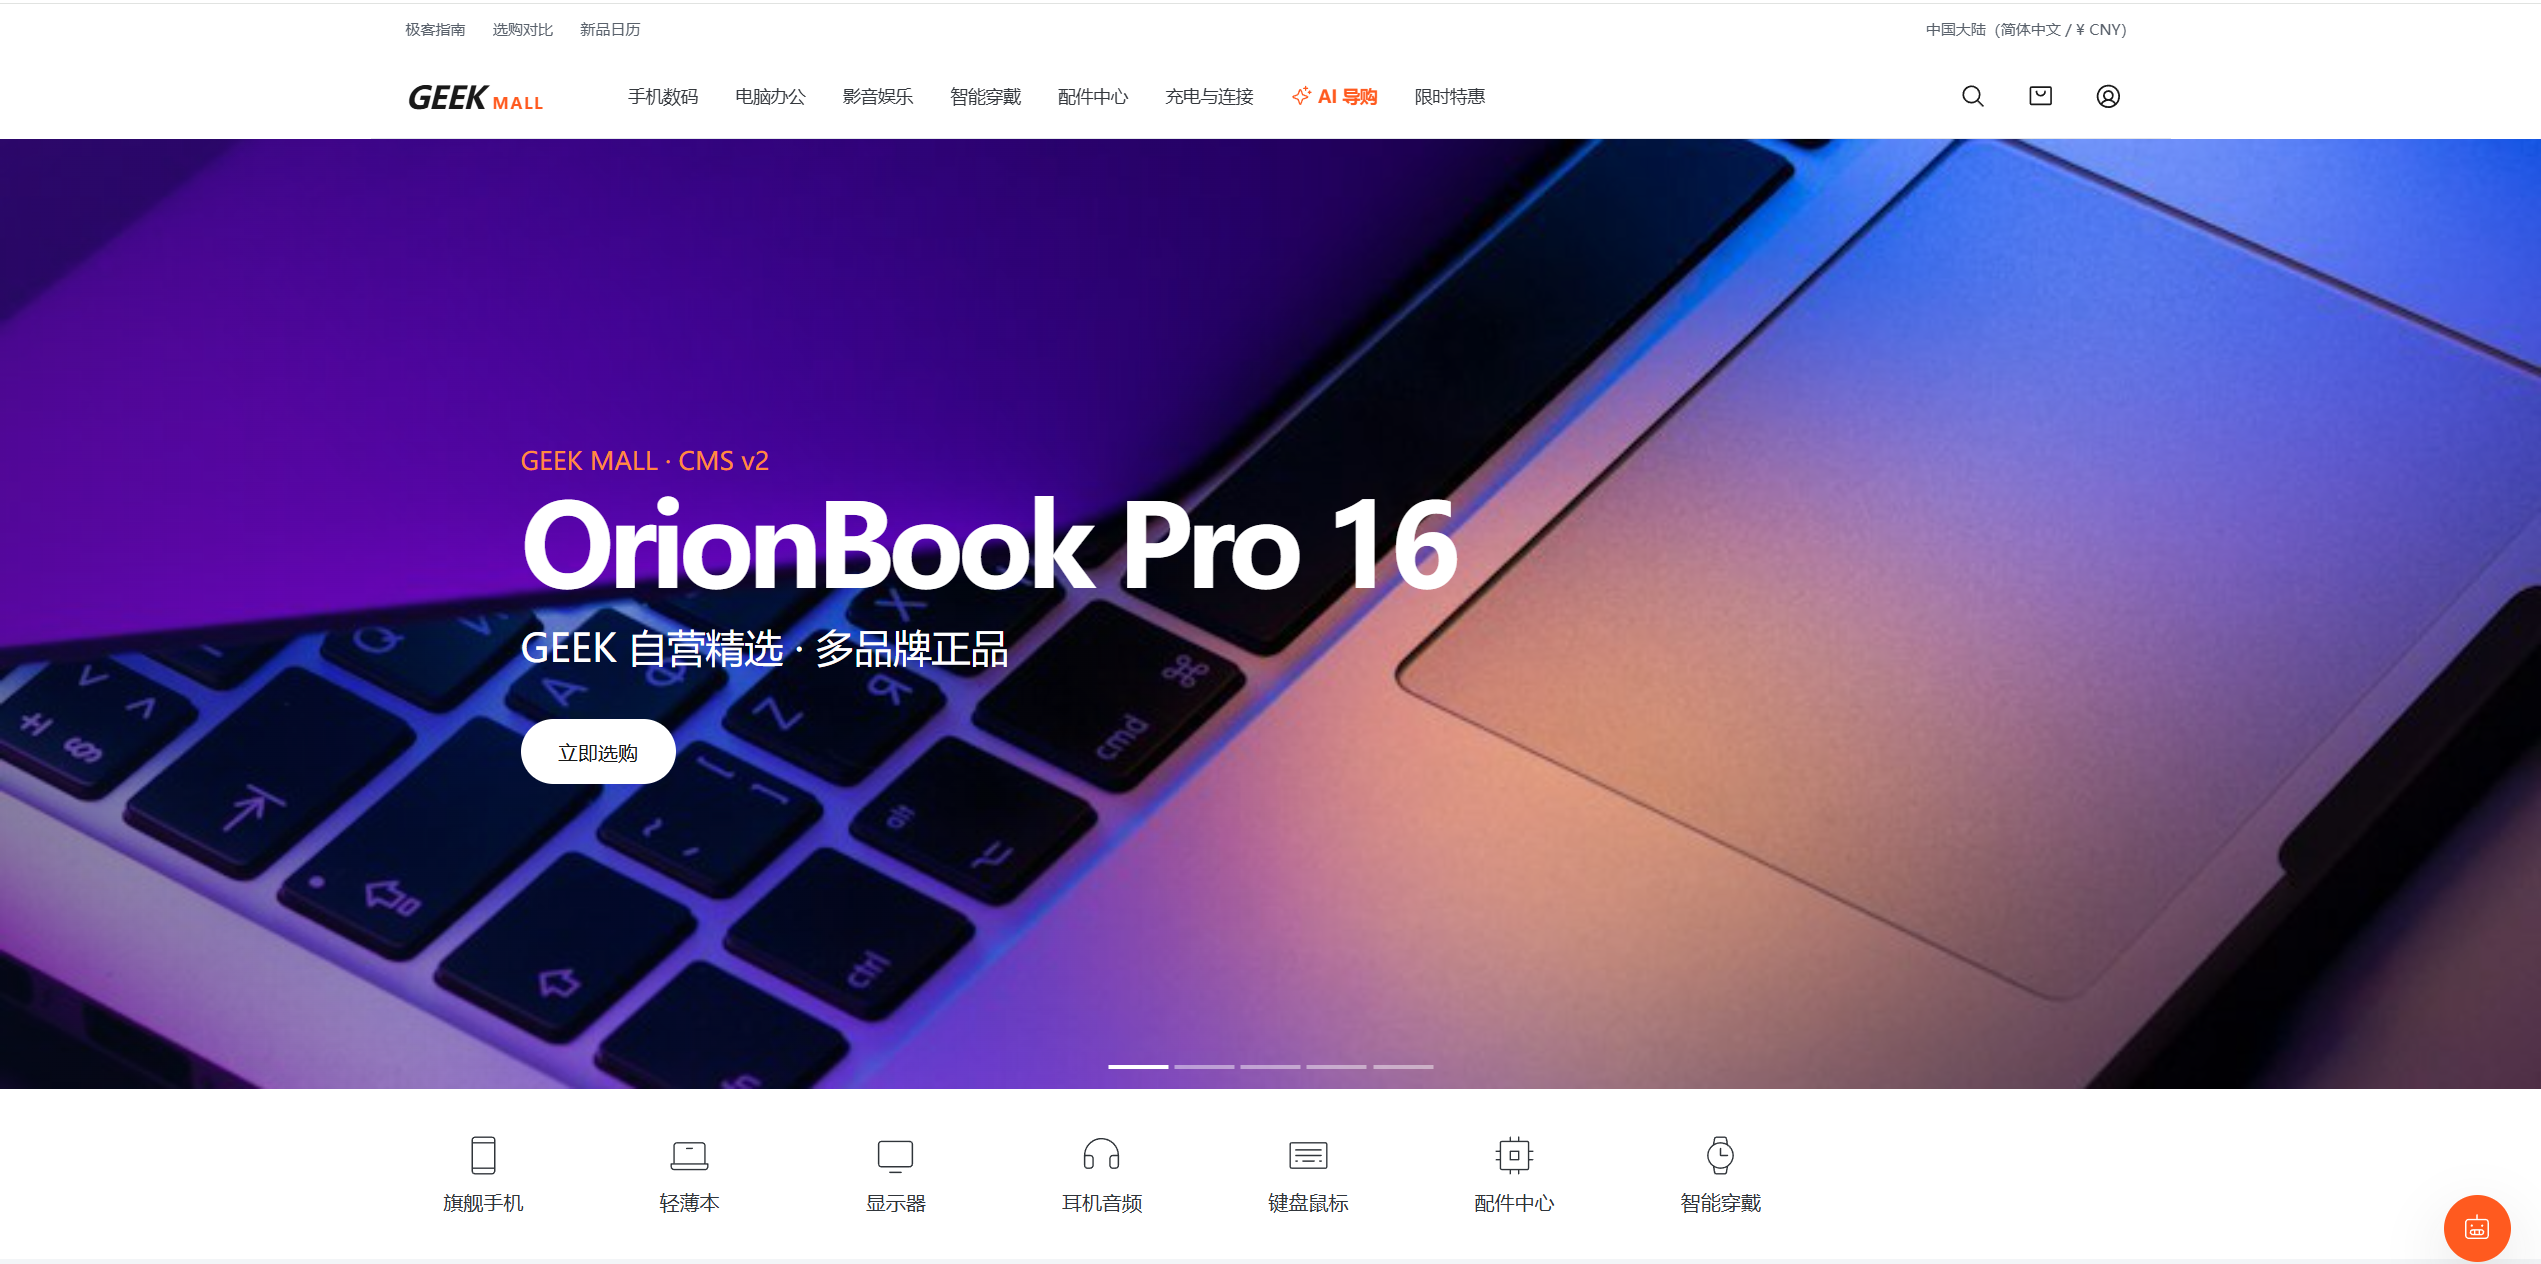 极客指南 选购对比 新品日历 中国大陆（简体中文 / ¥ CNY）
GEEK MALL 手机数码 电脑办公 影音娱乐 智能穿戴 配件中心 充电与连接 AI 导购 限时特惠
GEEK MALL · CMS v2
OrionBook Pro 16
GEEK 自营精选 · 多品牌正品
立即选购
cmd
alt
ctrl
旗舰手机 轻薄本 显示器 耳机音频 键盘鼠标 配件中心 智能穿戴